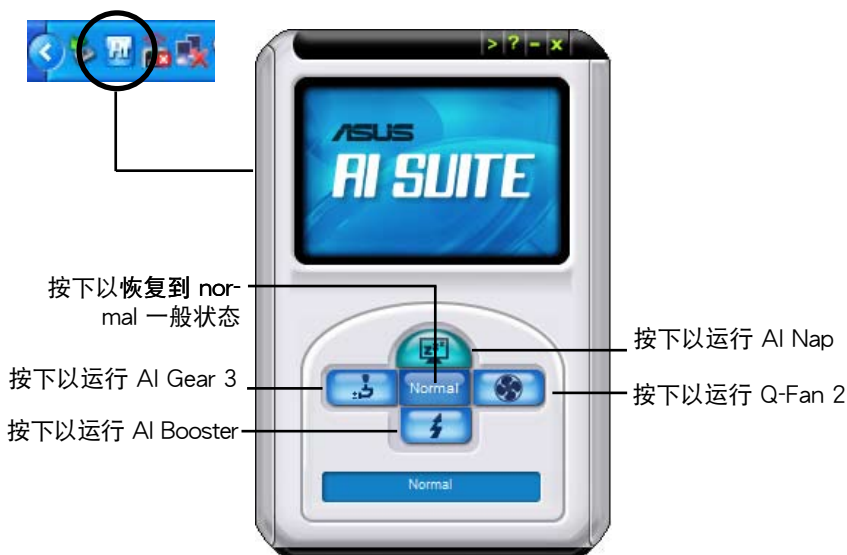 > ? - x
ASUS
AI SUITE
按下以恢复到 nor-
mal 一般状态
按下以运行 AI Nap
按下以运行 AI Gear 3
Normal
按下以运行 Q-Fan 2
按下以运行 AI Booster
Normal